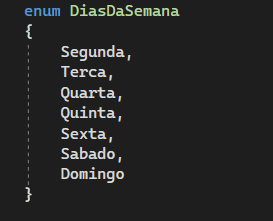 enum DiasDaSemana
{
    Segunda,
    Terca,
    Quarta,
    Quinta,
    Sexta,
    Sabado,
    Domingo
}